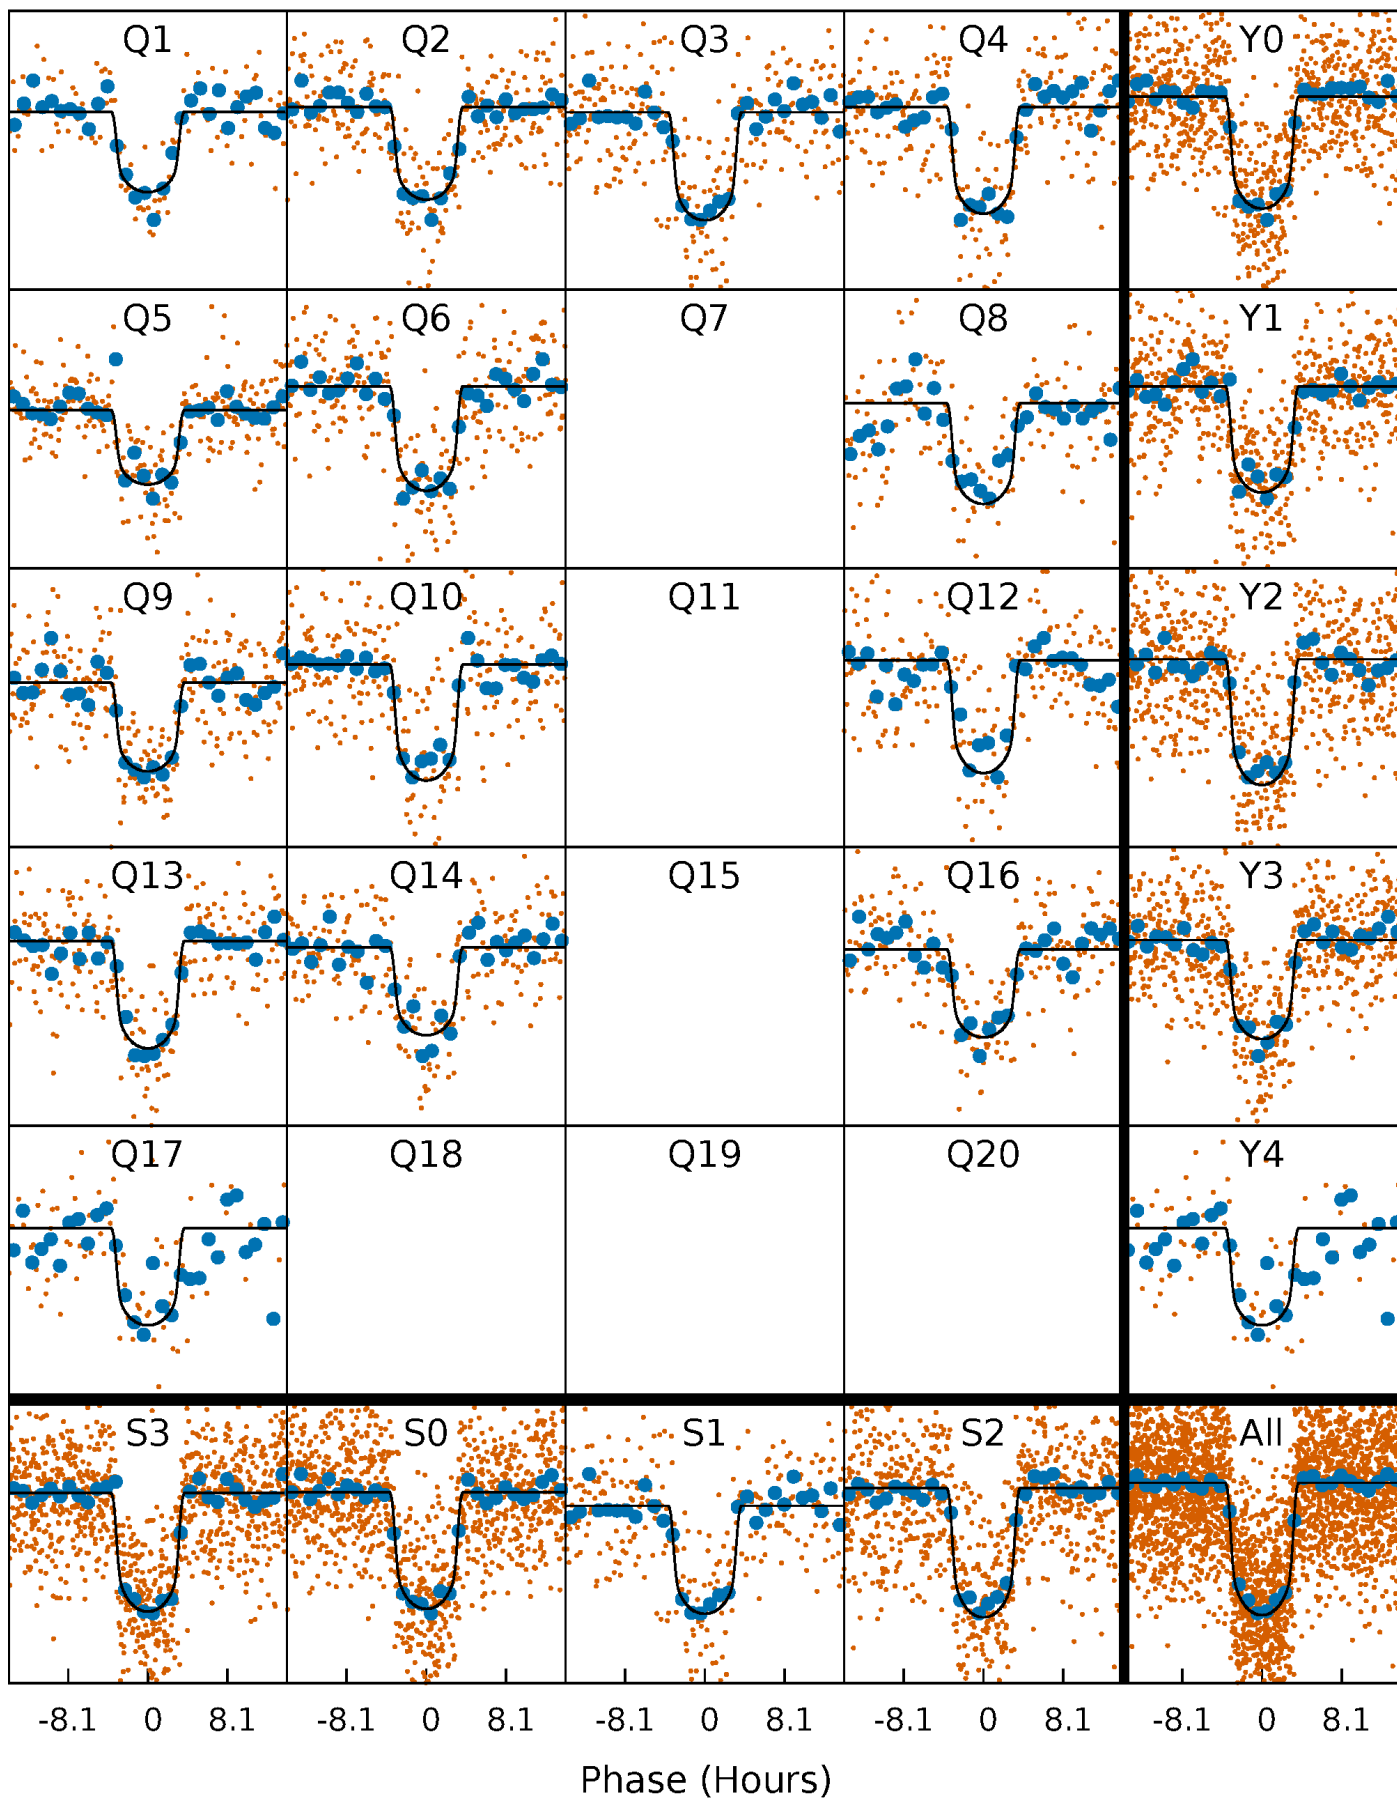 Q1 Q2 Q3 Q4 Y0
Q5 Q6 Q7 Q8 Y1
Q9 Q10 Q11 Q12 Y2
Q13 Q14 Q15 Q16 Y3
Q17 Q18 Q19 Q20 Y4
S3 S0 S1 S2 All
-8.1 0 8.1 -8.1 0 8.1 -8.1 0 8.1 -8.1 0 8.1 -8.1 0 8.1
Phase (Hours)